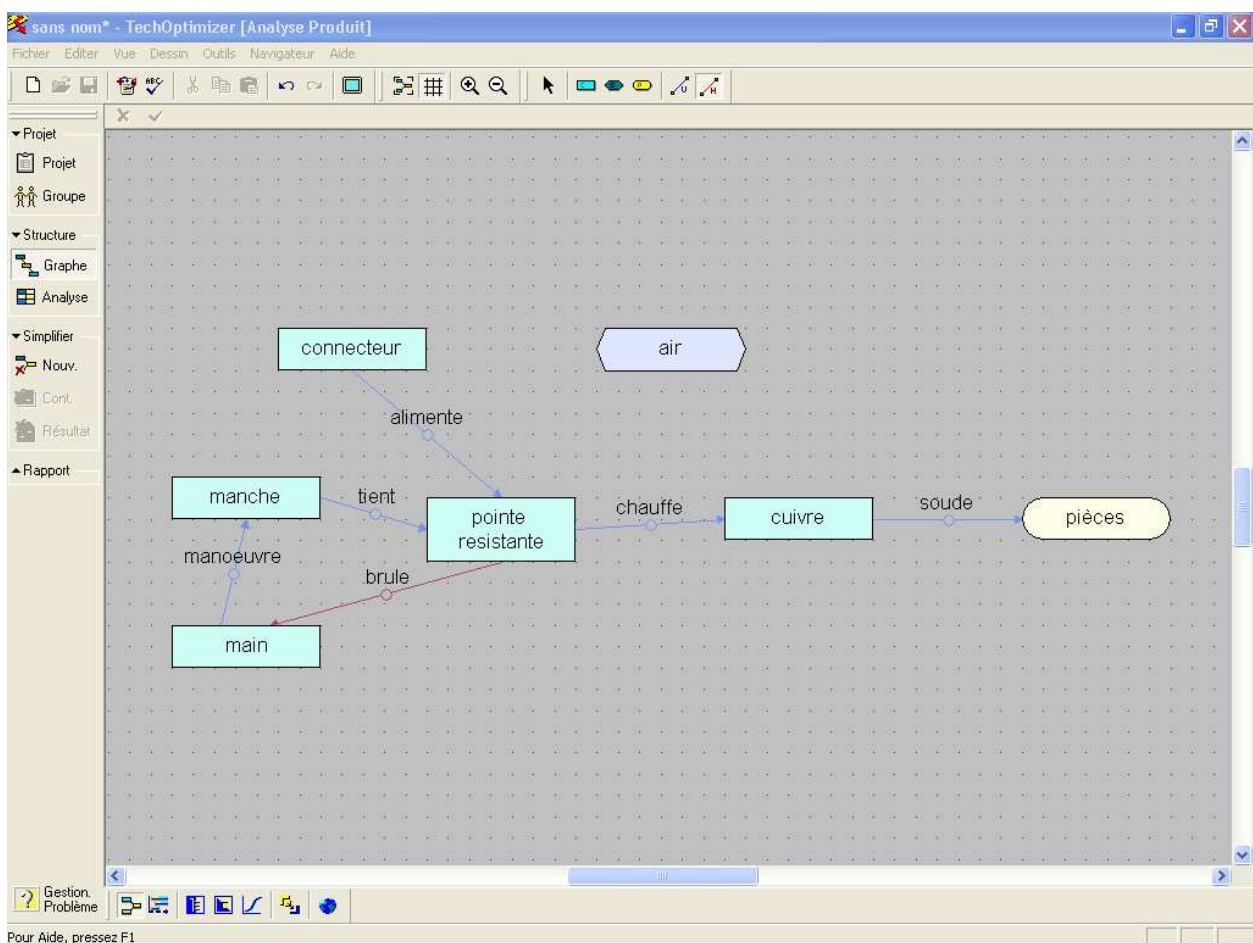 sans nom* - TechOptimizer [Analyse Produit]
Fichier Editer Vue Dessin Outils Navigateur Aide
ABC
C
P
U
H
Projet
Projet
Groupe
Structure
Graphe
Analyse
Simplifier
Nouv.
Cont.
Résultat
Rapport
connecteur
air
alimente
manche
tient
pointe
resistante
chauffe
cuivre
soude
pièces
manoeuvre
brule
main
Gestion.
Problème
Pour Aide, pressez F1